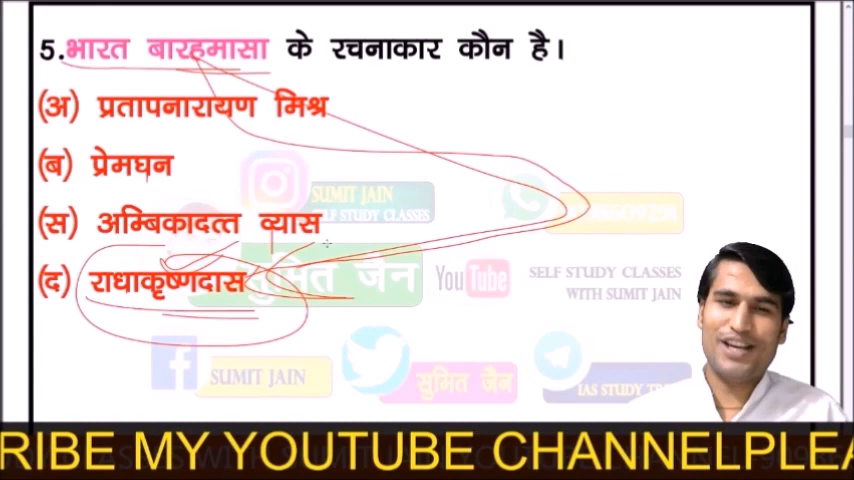 5.भारत बारहमासा के रचनाकार कौन है।
(अ) प्रतापनारायण मिश्र
(ब) प्रेमघन
(स) अम्बिकादत्त व्यास
(द) राधाकृष्णदास
SUMIT JAIN
SELF STUDY CLASSES
सुमित जैन
YouTube
SELF STUDY CLASSES
WITH SUMIT JAIN
SUMIT JAIN
सुमित जैन
IAS STUDY
RIBE MY YOUTUBE CHANNELPLEA